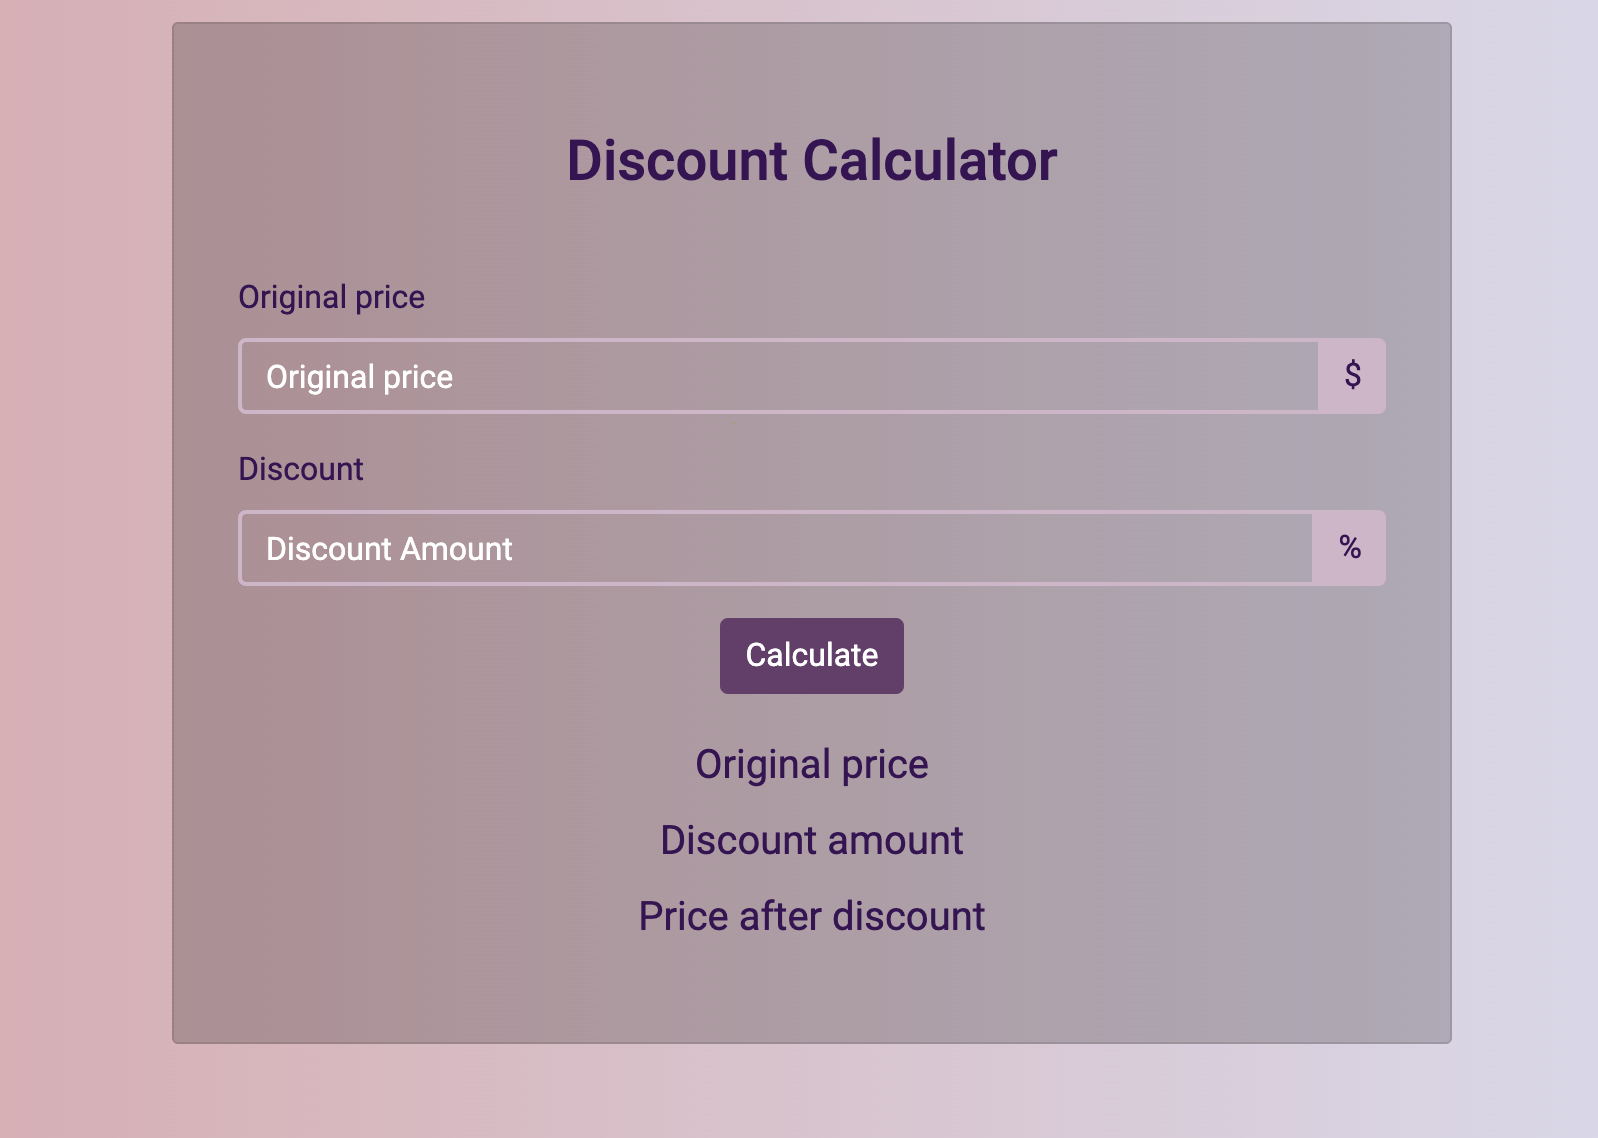 Discount Calculator
Original price
Original price $
Discount
Discount Amount %
Calculate
Original price
Discount amount
Price after discount